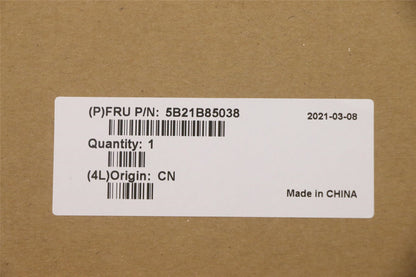 (P)FRU P/N: 5B21B85038
2021-03-08
Quantity: 1
(4L)Origin: CN
Made in CHINA